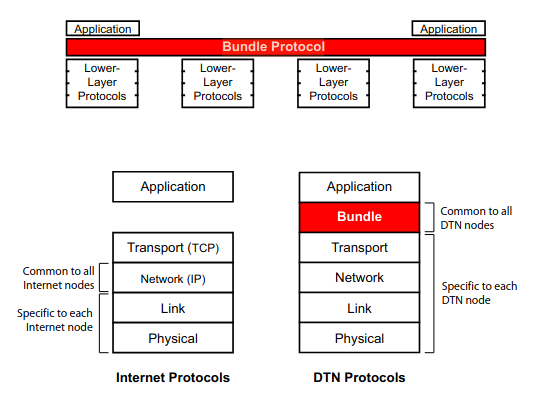 Application
Application
Bundle Protocol
Lower-
Layer
Protocols
Lower-
Layer
Protocols
Lower-
Layer
Protocols
Lower-
Layer
Protocols
Application
Transport (TCP)
Common to all
Internet nodes
Network (IP)
Specific to each
Internet node
Link
Physical
Internet Protocols
Application
Bundle
Common to all
DTN nodes
Transport
Network
Specific to each
DTN node
Link
Physical
DTN Protocols